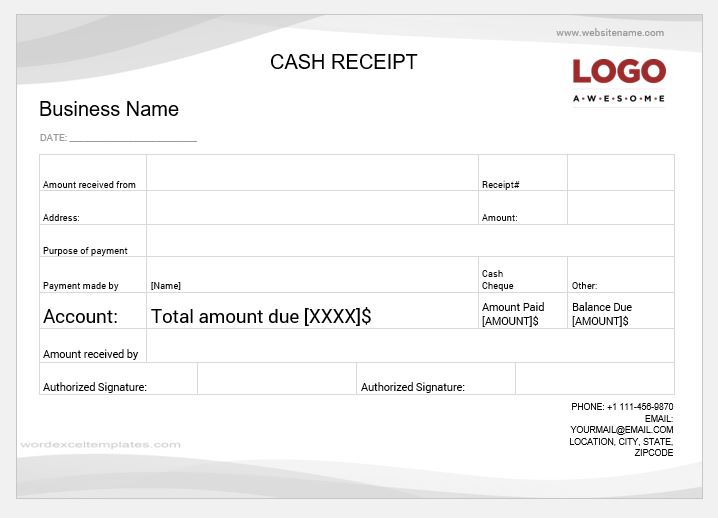 www.websitename.com
CASH RECEIPT
LOGO
A•W•E•S•O•M•E
Business Name
DATE: ______________________
Amount received from
Receipt#
Address:
Amount:
Purpose of payment
Cash
Payment made by [Name] Cheque Other:
Account: Total amount due [XXXX]$
Amount Paid Balance Due
[AMOUNT]$ [AMOUNT]$
Amount received by
Authorized Signature: Authorized Signature:
PHONE: +1 111-456-9870
EMAIL:
YOURMAIL@EMAIL.COM
LOCATION, CITY, STATE,
ZIPCODE
wordexceltemplates.com